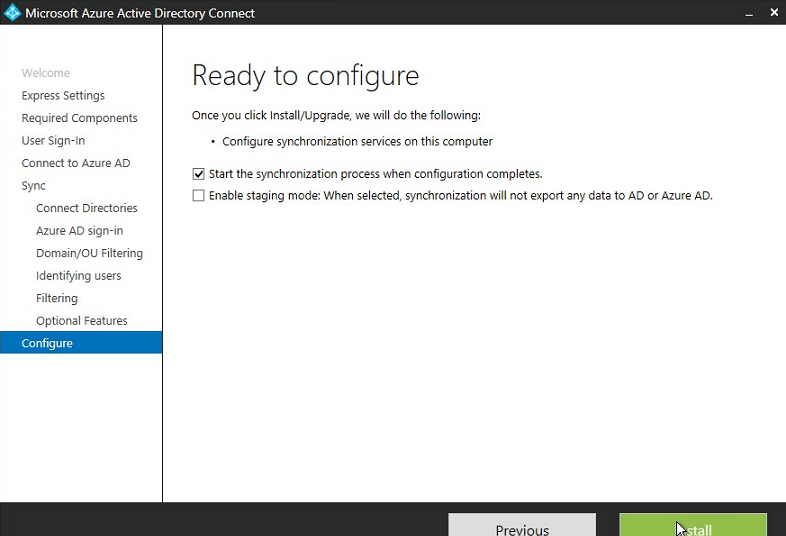 Microsoft Azure Active Directory Connect
Welcome
Express Settings
Required Components
User Sign-In
Connect to Azure AD
Sync
Connect Directories
Azure AD sign-in
Domain/OU Filtering
Identifying users
Filtering
Optional Features
Configure
Ready to configure
Once you click Install/Upgrade, we will do the following:
• Configure synchronization services on this computer
Start the synchronization process when configuration completes.
Enable staging mode: When selected, synchronization will not export any data to AD or Azure AD.
Previous
Install